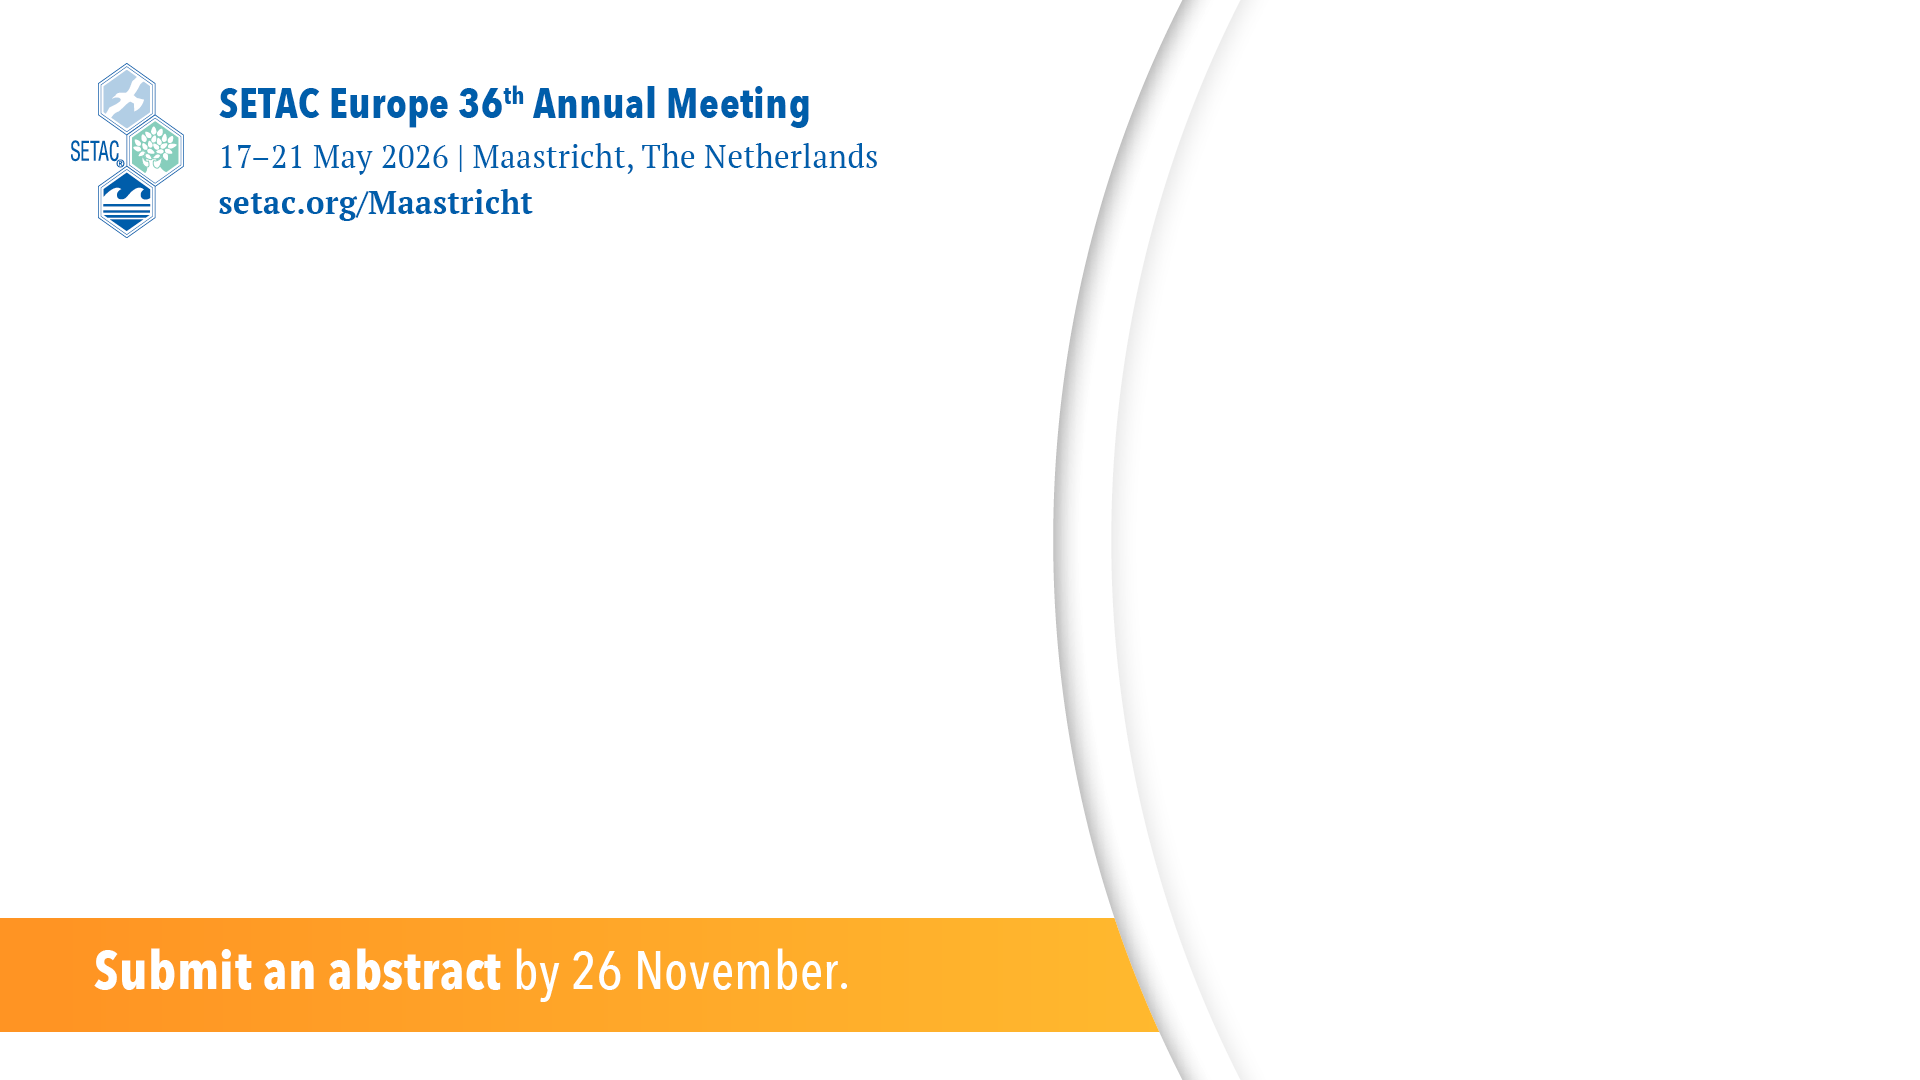 SETAC®
SETAC Europe 36th Annual Meeting
17–21 May 2026 | Maastricht, The Netherlands
setac.org/Maastricht
Submit an abstract by 26 November.